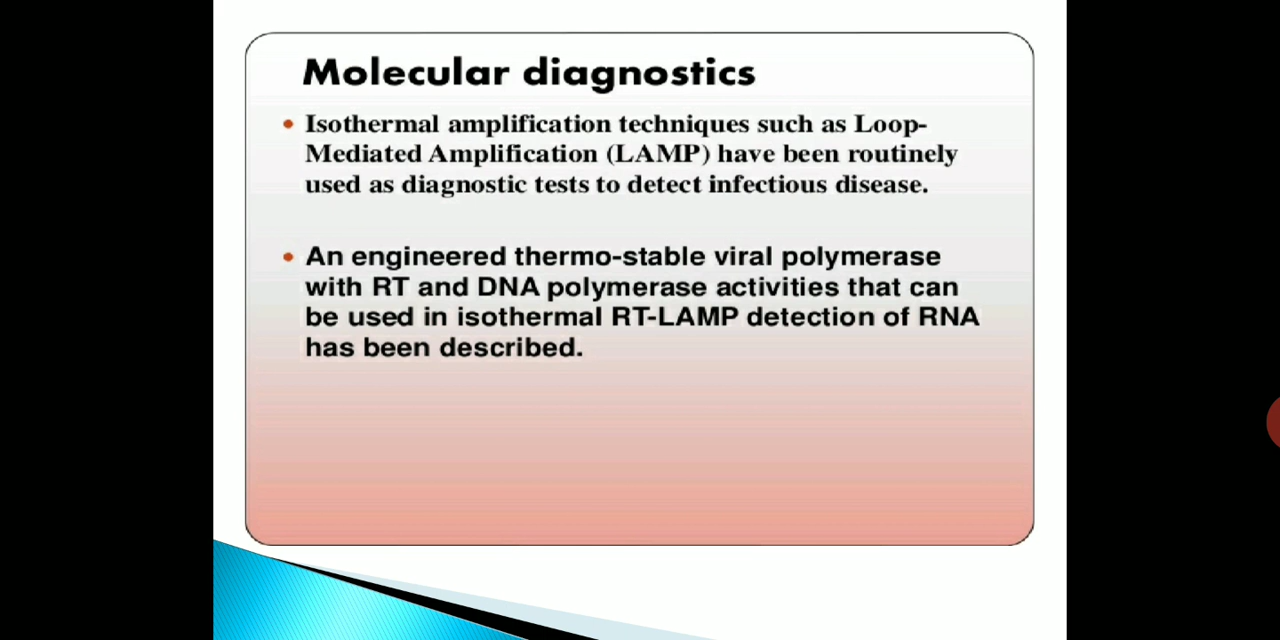 Molecular diagnostics
• Isothermal amplification techniques such as Loop-
Mediated Amplification (LAMP) have been routinely
used as diagnostic tests to detect infectious disease.
• An engineered thermo-stable viral polymerase
with RT and DNA polymerase activities that can
be used in isothermal RT-LAMP detection of RNA
has been described.